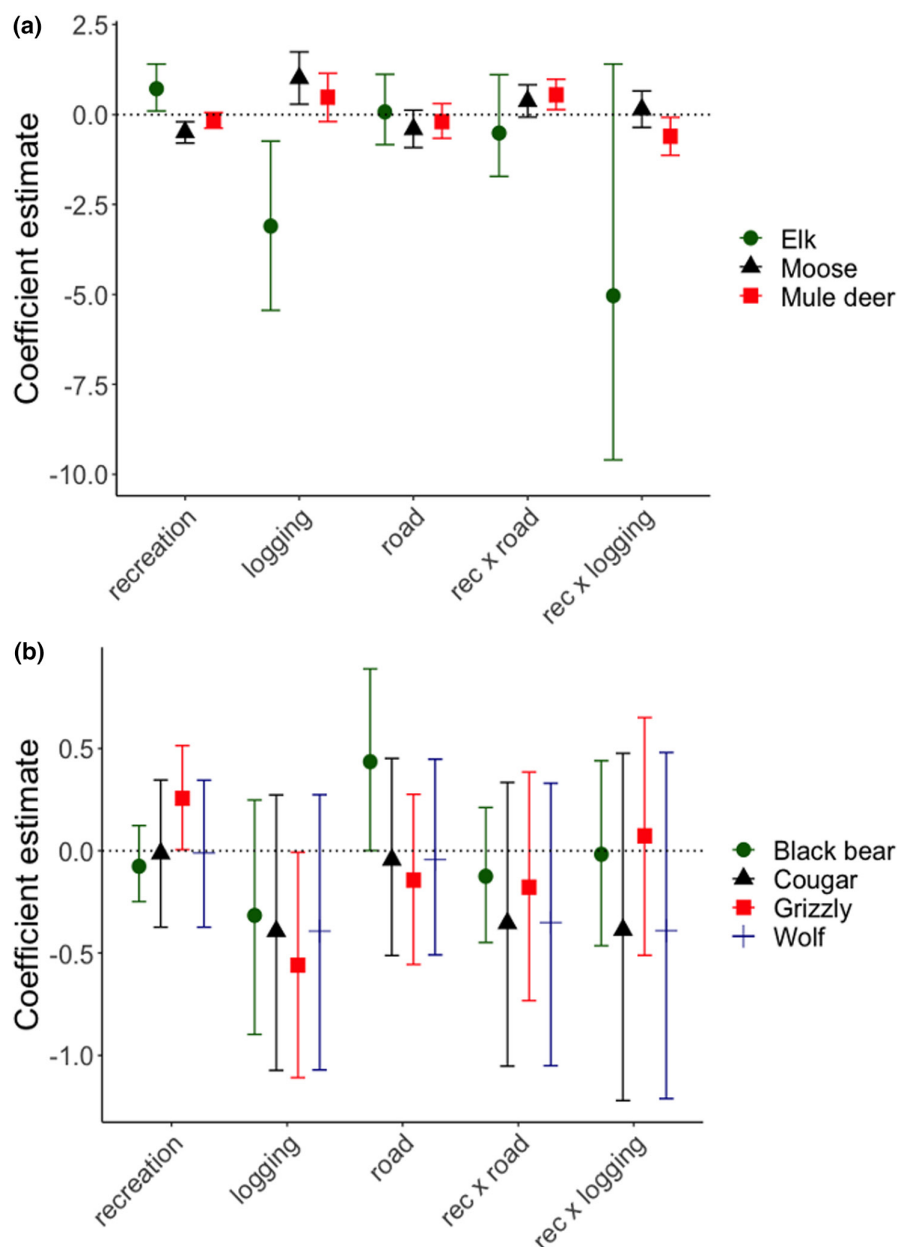 (a)
Coefficient estimate
2.5
0.0
-2.5
-5.0
-7.5
-10.0
recreation
logging
road
rec x road
rec x logging
Elk
Moose
Mule deer
(b)
Coefficient estimate
0.5
0.0
-0.5
-1.0
recreation
logging
road
rec x road
rec x logging
Black bear
Cougar
Grizzly
Wolf